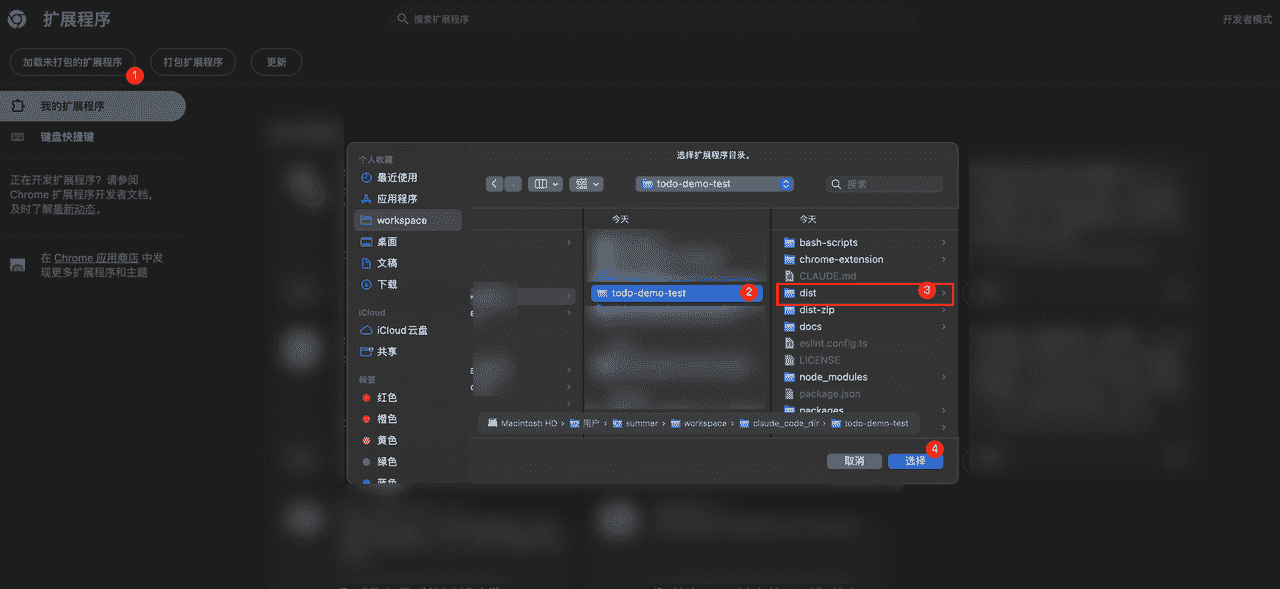 扩展程序
搜索扩展程序
开发者模式
加载未打包的扩展程序
1
打包扩展程序
更新
我的扩展程序
键盘快捷键
正在开发扩展程序？请参阅
Chrome 扩展程序开发者文档，
及时了解最新动态。
在 Chrome 应用商店 中发
现更多扩展程序和主题
选择扩展程序目录。
个人收藏
最近使用
应用程序
workspace
桌面
文稿
下载
iCloud
iCloud云盘
共享
标签
红色
橙色
黄色
绿色
蓝色
todo-demo-test
搜索
今天
todo-demo-test
2
今天
bash-scripts
chrome-extension
CLAUDE.md
dist
3
dist-zip
docs
eslint.config.ts
LICENSE
node_modules
package.json
packages
Macintosh HD › 用户 › summer › workspace › claude_code_dir › todo-demo-test
取消
选择
4